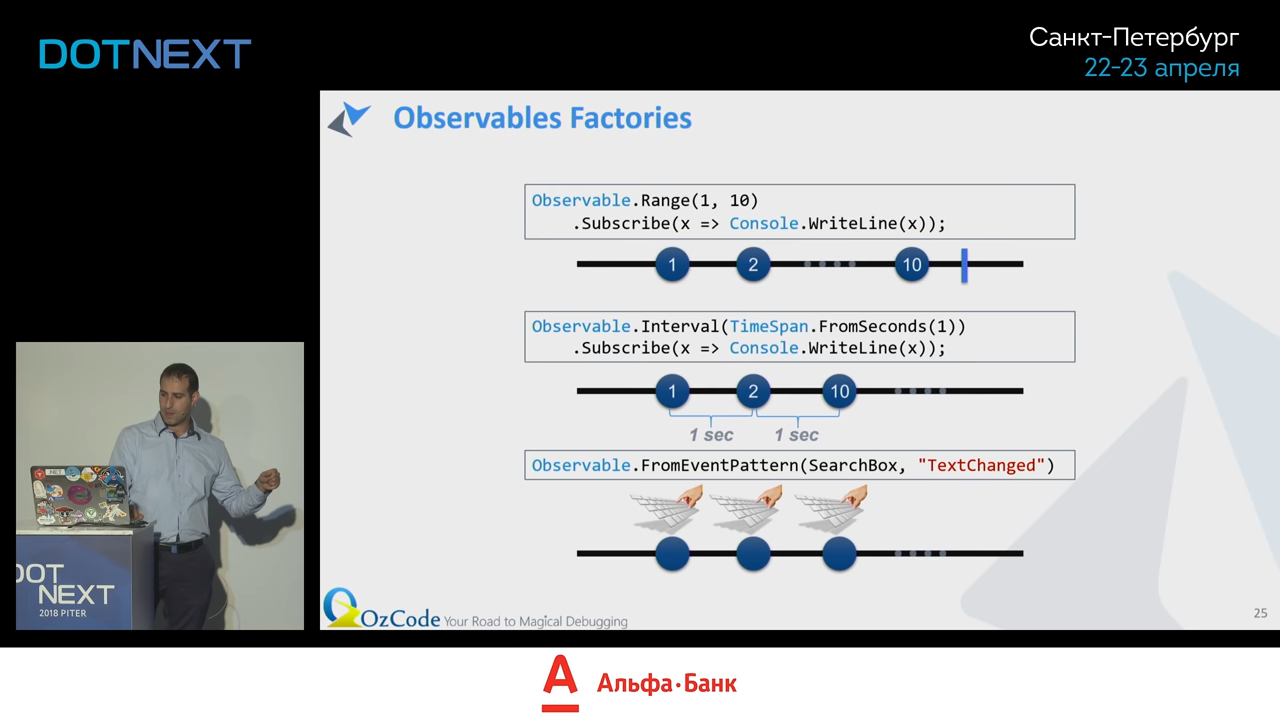 DOTNEXT
Санкт-Петербург
22-23 апреля
Observables Factories
Observable.Range(1, 10)
.Subscribe(x => Console.WriteLine(x));
1 2 10
Observable.Interval(TimeSpan.FromSeconds(1))
.Subscribe(x => Console.WriteLine(x));
1 2 10
1 sec 1 sec
Observable.FromEventPattern(SearchBox, "TextChanged")
OzCode Your Road to Magical Debugging
25
.NET
DOT
NEXT
2018 PITER
Альфа·Банк